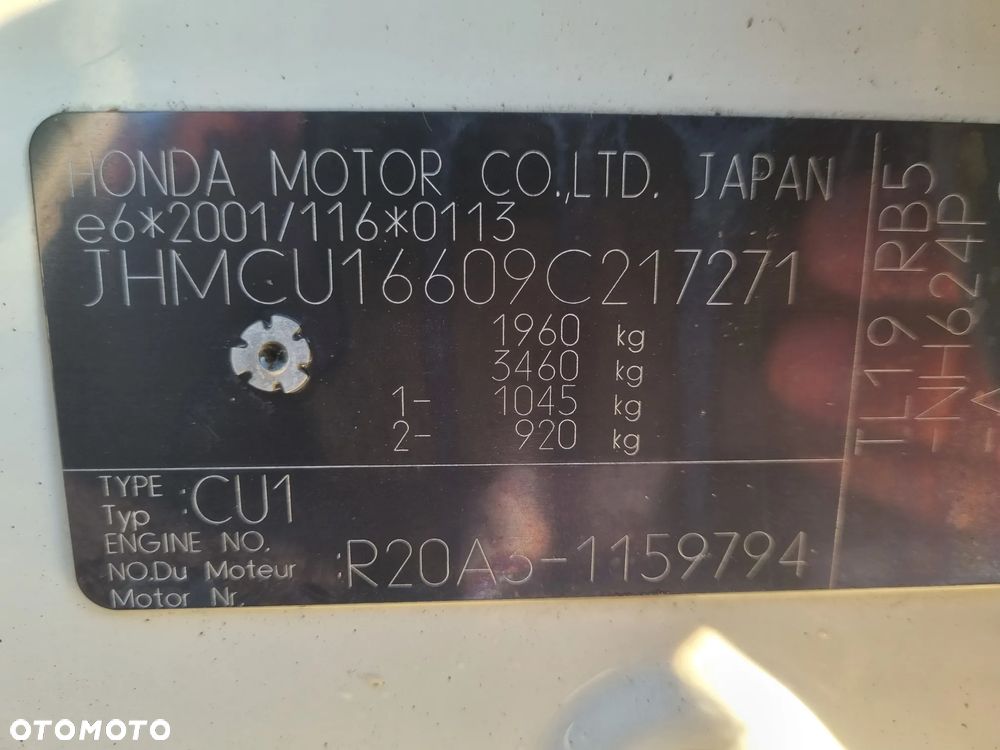 HONDA MOTOR CO.,LTD. JAPAN
e6*2001/116*0113
JHMCU16609C217271
1960 kg
3460 kg
1- 1045 kg
2- 920 kg
TYPE
Typ :CU1
ENGINE NO.
NO.Du Moteur :R20A3-1159794
Motor Nr.
TL19 RB5
-NH624P
-A
OTOMOTO